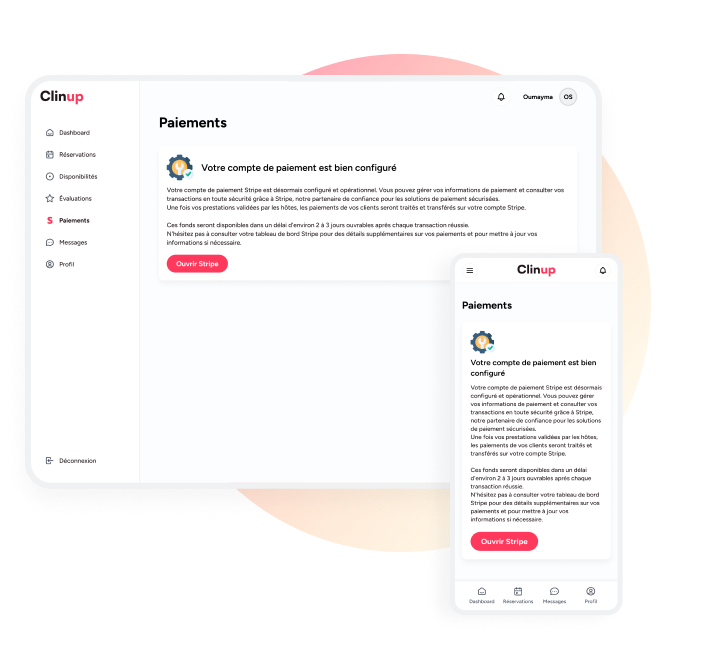 Clinup
Oumayma OS
Dashboard
Réservations
Disponibilités
Évaluations
Paiements
Messages
Profil
Déconnexion
Paiements
Votre compte de paiement est bien configuré
Votre compte de paiement Stripe est désormais configuré et opérationnel. Vous pouvez gérer vos informations de paiement et consulter vos
transactions en toute sécurité grâce à Stripe, notre partenaire de confiance pour les solutions de paiement sécurisées.
Une fois vos prestations validées par les hôtes, les paiements de vos clients seront traités et transférés sur votre compte Stripe.
Ces fonds seront disponibles dans un délai d'environ 2 à 3 jours ouvrables après chaque transaction réussie.
N'hésitez pas à consulter votre tableau de bord Stripe pour des détails supplémentaires sur vos paiements et pour mettre à jour vos
informations si nécessaire.
Ouvrir Stripe
Clinup
Paiements
Votre compte de paiement est bien
configuré
Votre compte de paiement Stripe est désormais
configuré et opérationnel. Vous pouvez gérer
vos informations de paiement et consulter vos
transactions en toute sécurité grâce à Stripe,
notre partenaire de confiance pour les solutions
de paiement sécurisées.
Une fois vos prestations validées par les hôtes,
les paiements de vos clients seront traités et
transférés sur votre compte Stripe.
Ces fonds seront disponibles dans un délai
d'environ 2 à 3 jours ouvrables après chaque
transaction réussie.
N'hésitez pas à consulter votre tableau de bord
Stripe pour des détails supplémentaires sur vos
paiements et pour mettre à jour vos
informations si nécessaire.
Ouvrir Stripe
Dashboard Réservations Messages Profil